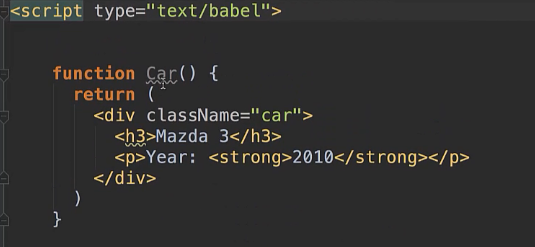 <script type="text/babel">
function Car() {
return (
<div className="car">
<h3>Mazda 3</h3>
<p>Year: <strong>2010</strong></p>
</div>
)
}